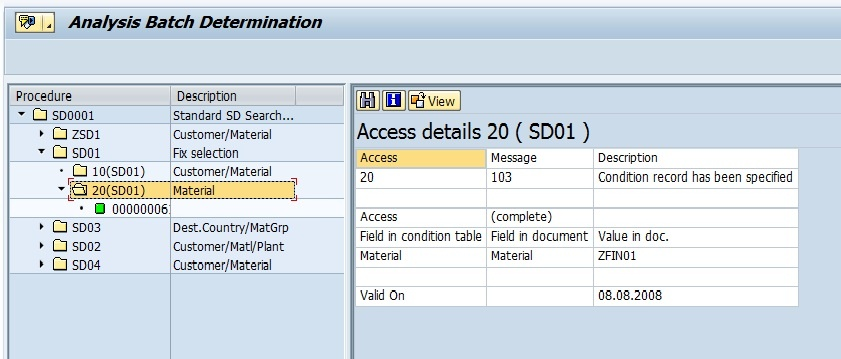 Analysis Batch Determination
Procedure Description
SD0001 Standard SD Search...
ZSD1 Customer/Material
SD01 Fix selection
10(SD01) Customer/Material
20(SD01) Material
00000006
SD03 Dest.Country/MatGrp
SD02 Customer/Matl/Plant
SD04 Customer/Material
View
Access details 20 ( SD01 )
Access Message Description
20 103 Condition record has been specified
Access (complete)
Field in condition table Field in document Value in doc.
Material Material ZFIN01
Valid On 08.08.2008